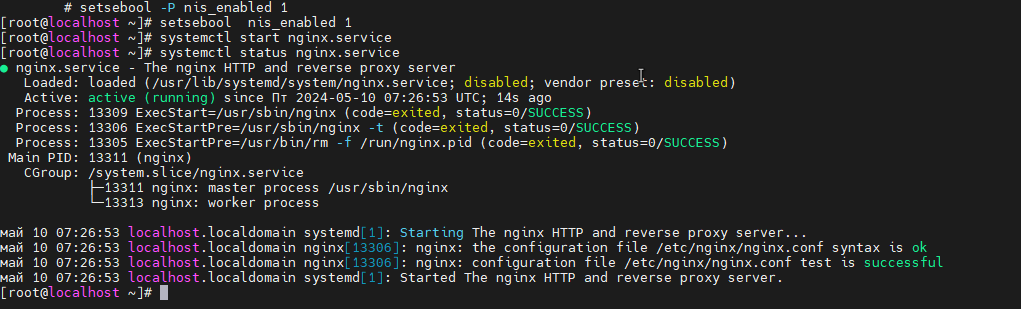 # setsebool -P nis_enabled 1
[root@localhost ~]# setsebool  nis_enabled 1
[root@localhost ~]# systemctl start nginx.service
[root@localhost ~]# systemctl status nginx.service
● nginx.service - The nginx HTTP and reverse proxy server
   Loaded: loaded (/usr/lib/systemd/system/nginx.service; disabled; vendor preset: disabled)
   Active: active (running) since Пт 2024-05-10 07:26:53 UTC; 14s ago
  Process: 13309 ExecStart=/usr/sbin/nginx (code=exited, status=0/SUCCESS)
  Process: 13306 ExecStartPre=/usr/sbin/nginx -t (code=exited, status=0/SUCCESS)
  Process: 13305 ExecStartPre=/usr/bin/rm -f /run/nginx.pid (code=exited, status=0/SUCCESS)
 Main PID: 13311 (nginx)
   CGroup: /system.slice/nginx.service
           ├─13311 nginx: master process /usr/sbin/nginx
           └─13313 nginx: worker process
май 10 07:26:53 localhost.localdomain systemd[1]: Starting The nginx HTTP and reverse proxy server...
май 10 07:26:53 localhost.localdomain nginx[13306]: nginx: the configuration file /etc/nginx/nginx.conf syntax is ok
май 10 07:26:53 localhost.localdomain nginx[13306]: nginx: configuration file /etc/nginx/nginx.conf test is successful
май 10 07:26:53 localhost.localdomain systemd[1]: Started The nginx HTTP and reverse proxy server.
[root@localhost ~]#